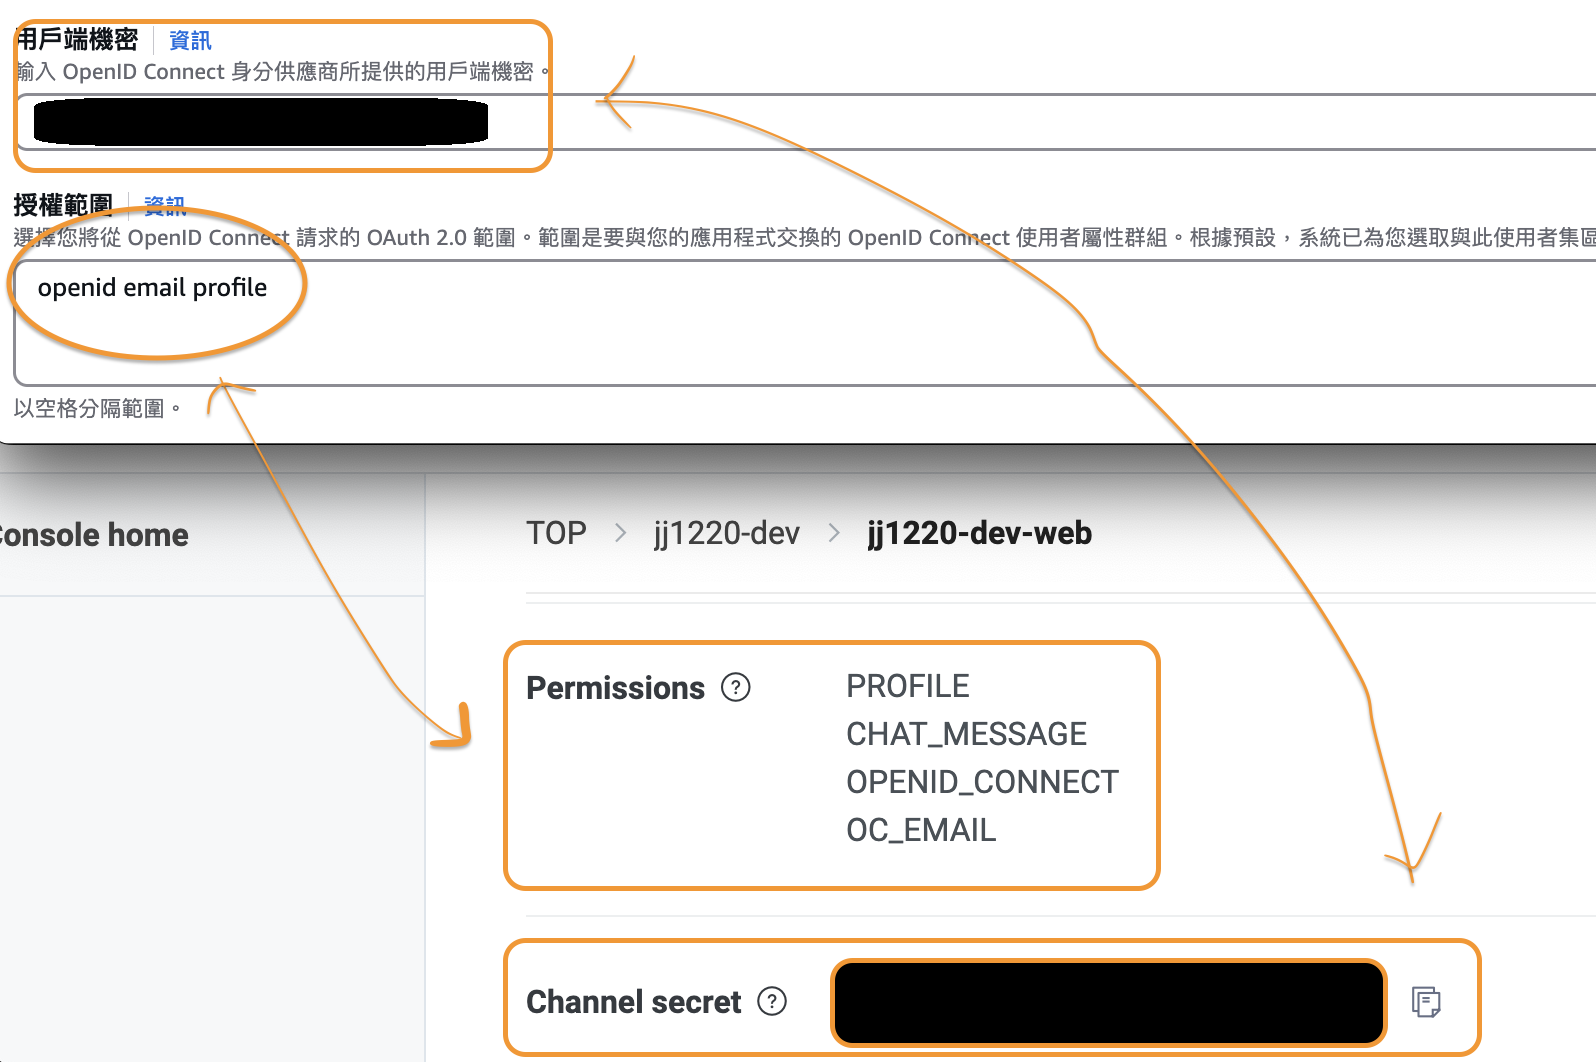 用戶端機密 資訊
輸入 OpenID Connect 身分供應商所提供的用戶端機密。
授權範圍 資訊
選擇您將從 OpenID Connect 請求的 OAuth 2.0 範圍。範圍是要與您的應用程式交換的 OpenID Connect 使用者屬性群組。根據預設，系統已為您選取與此使用者集區
openid email profile
以空格分隔範圍。
Console home
TOP > jj1220-dev > jj1220-dev-web
Permissions ? PROFILE
CHAT_MESSAGE
OPENID_CONNECT
OC_EMAIL
Channel secret ?